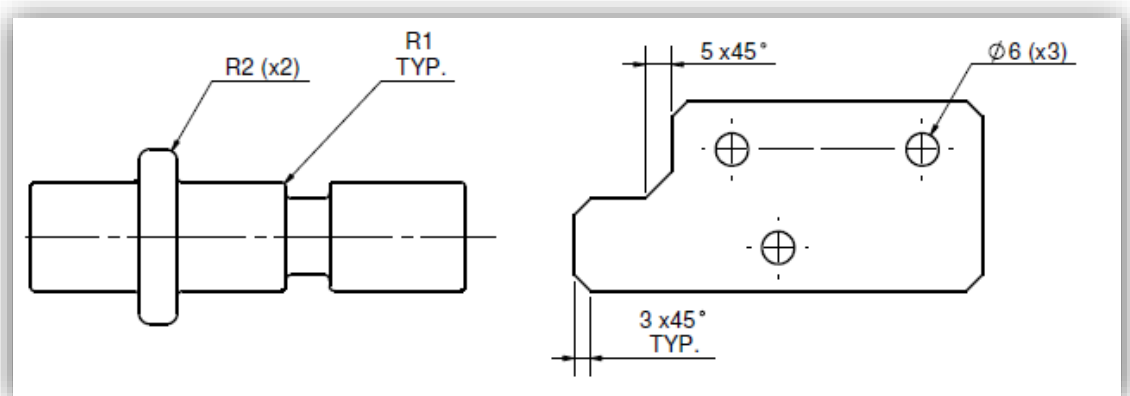 R2 (x2)
R1
TYP.
5 x45°
∅6 (x3)
3 x45°
TYP.